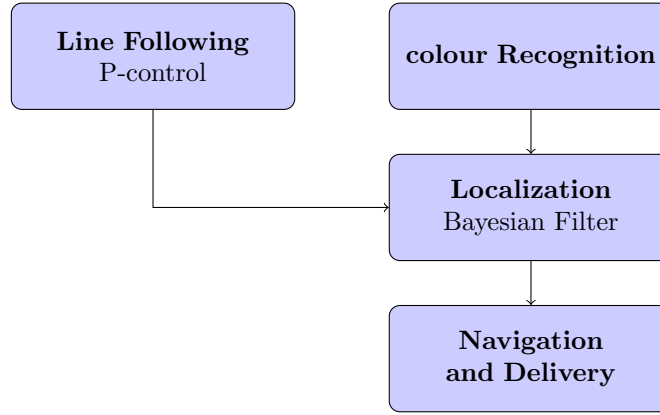 Line Following
P-control
colour Recognition
Localization
Bayesian Filter
Navigation
and Delivery